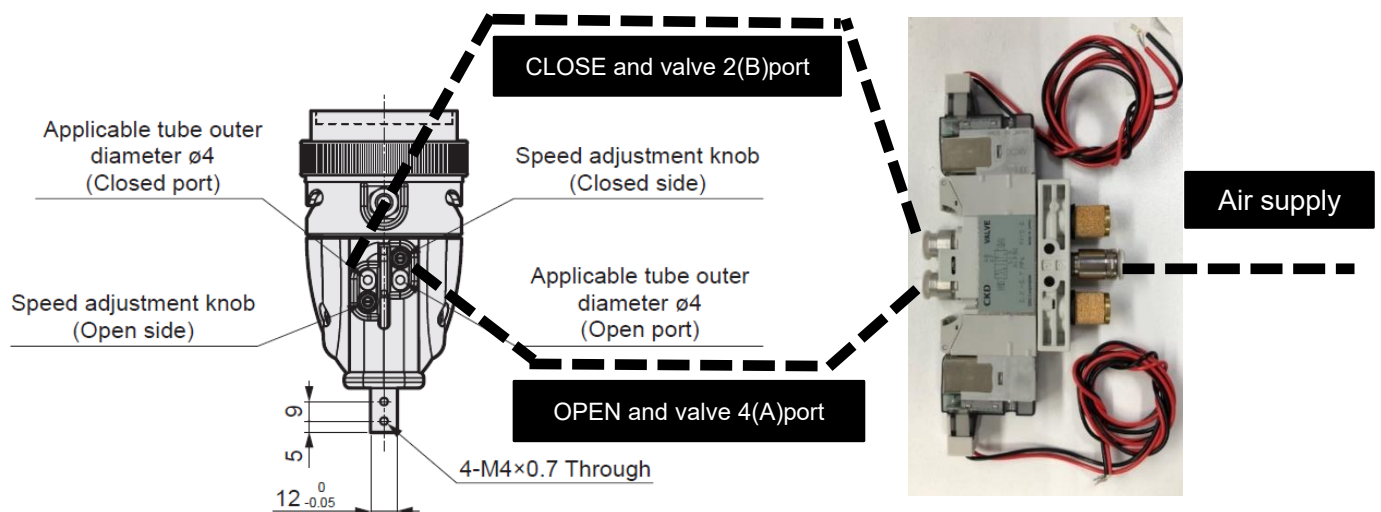 CLOSE and valve 2(B)port
Applicable tube outer
diameter ø4
(Closed port)
Speed adjustment knob
(Closed side)
Air supply
Speed adjustment knob
(Open side)
Applicable tube outer
diameter ø4
(Open port)
OPEN and valve 4(A)port
9
5
4-M4×0.7 Through
12 0
-0.05
CKD
VALVE